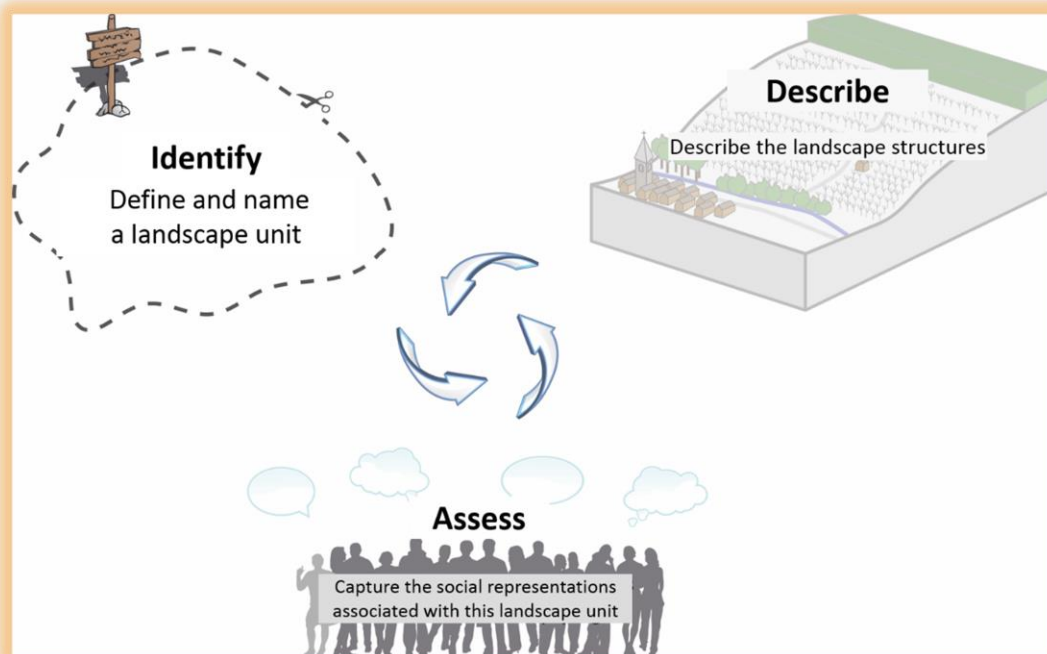 Identify
Define and name
a landscape unit
Describe
Describe the landscape structures
Assess
Capture the social representations
associated with this landscape unit